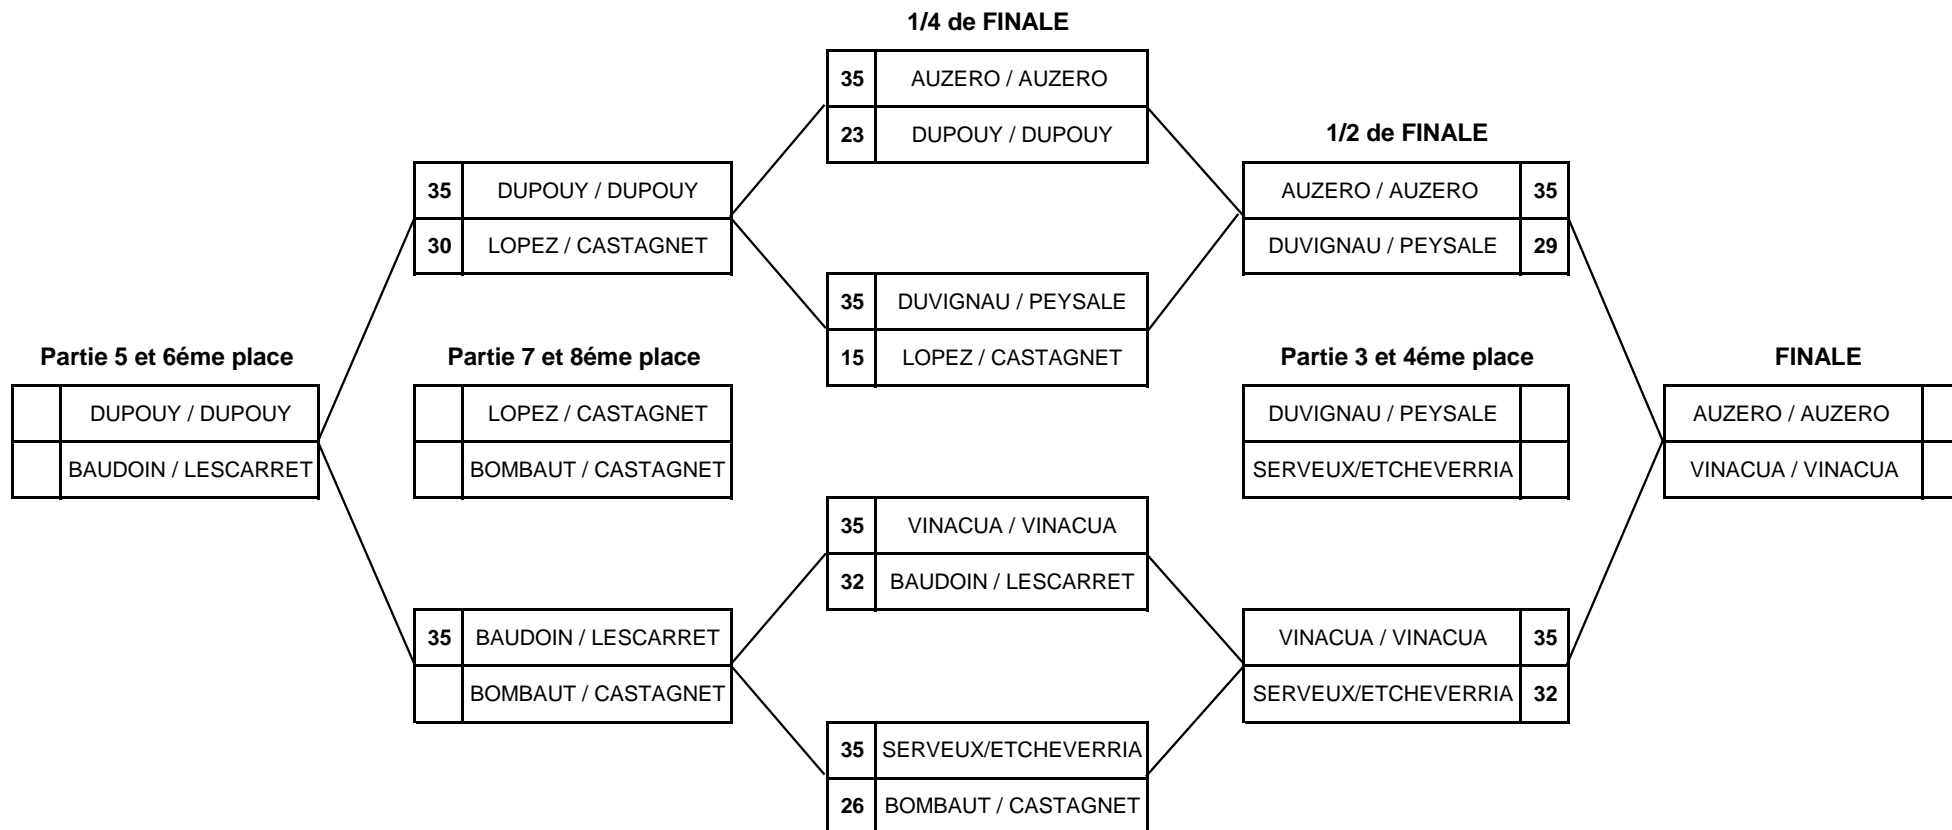 1/4 de FINALE
35 AUZERO / AUZERO
23 DUPOUY / DUPOUY
1/2 de FINALE
35 DUPOUY / DUPOUY
30 LOPEZ / CASTAGNET
AUZERO / AUZERO 35
DUVIGNAU / PEYSALE 29
35 DUVIGNAU / PEYSALE
15 LOPEZ / CASTAGNET
Partie 5 et 6éme place
DUPOUY / DUPOUY
BAUDOIN / LESCARRET
Partie 7 et 8éme place
LOPEZ / CASTAGNET
BOMBAUT / CASTAGNET
Partie 3 et 4éme place
DUVIGNAU / PEYSALE
SERVEUX/ETCHEVERRIA
FINALE
AUZERO / AUZERO
VINACUA / VINACUA
35 VINACUA / VINACUA
32 BAUDOIN / LESCARRET
35 BAUDOIN / LESCARRET
BOMBAUT / CASTAGNET
VINACUA / VINACUA 35
SERVEUX/ETCHEVERRIA 32
35 SERVEUX/ETCHEVERRIA
26 BOMBAUT / CASTAGNET